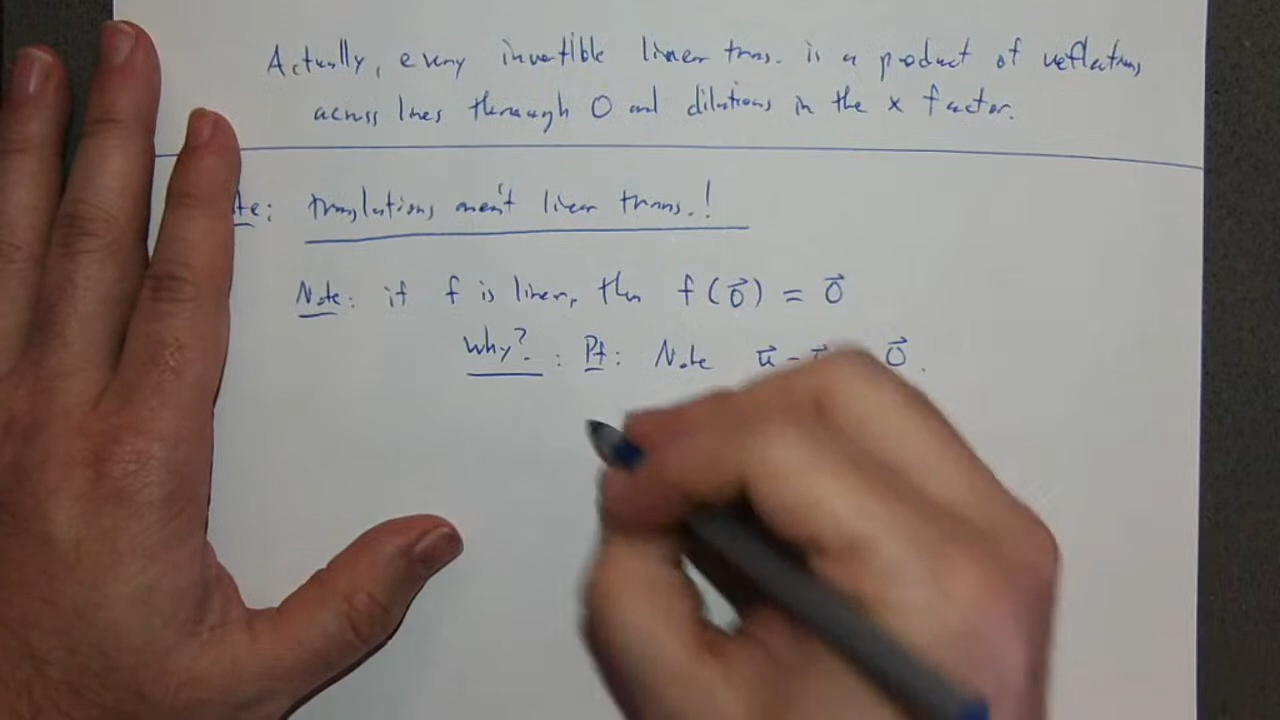 Actually, every invertible linear trans. is a product of reflections
across lines through 0 and dilations in the x factor.
te: translations aren't linear trans.!
Note: if f is linear, then f(0⃗) = 0⃗
Why? : Pf: Note u⃗ - 0⃗.